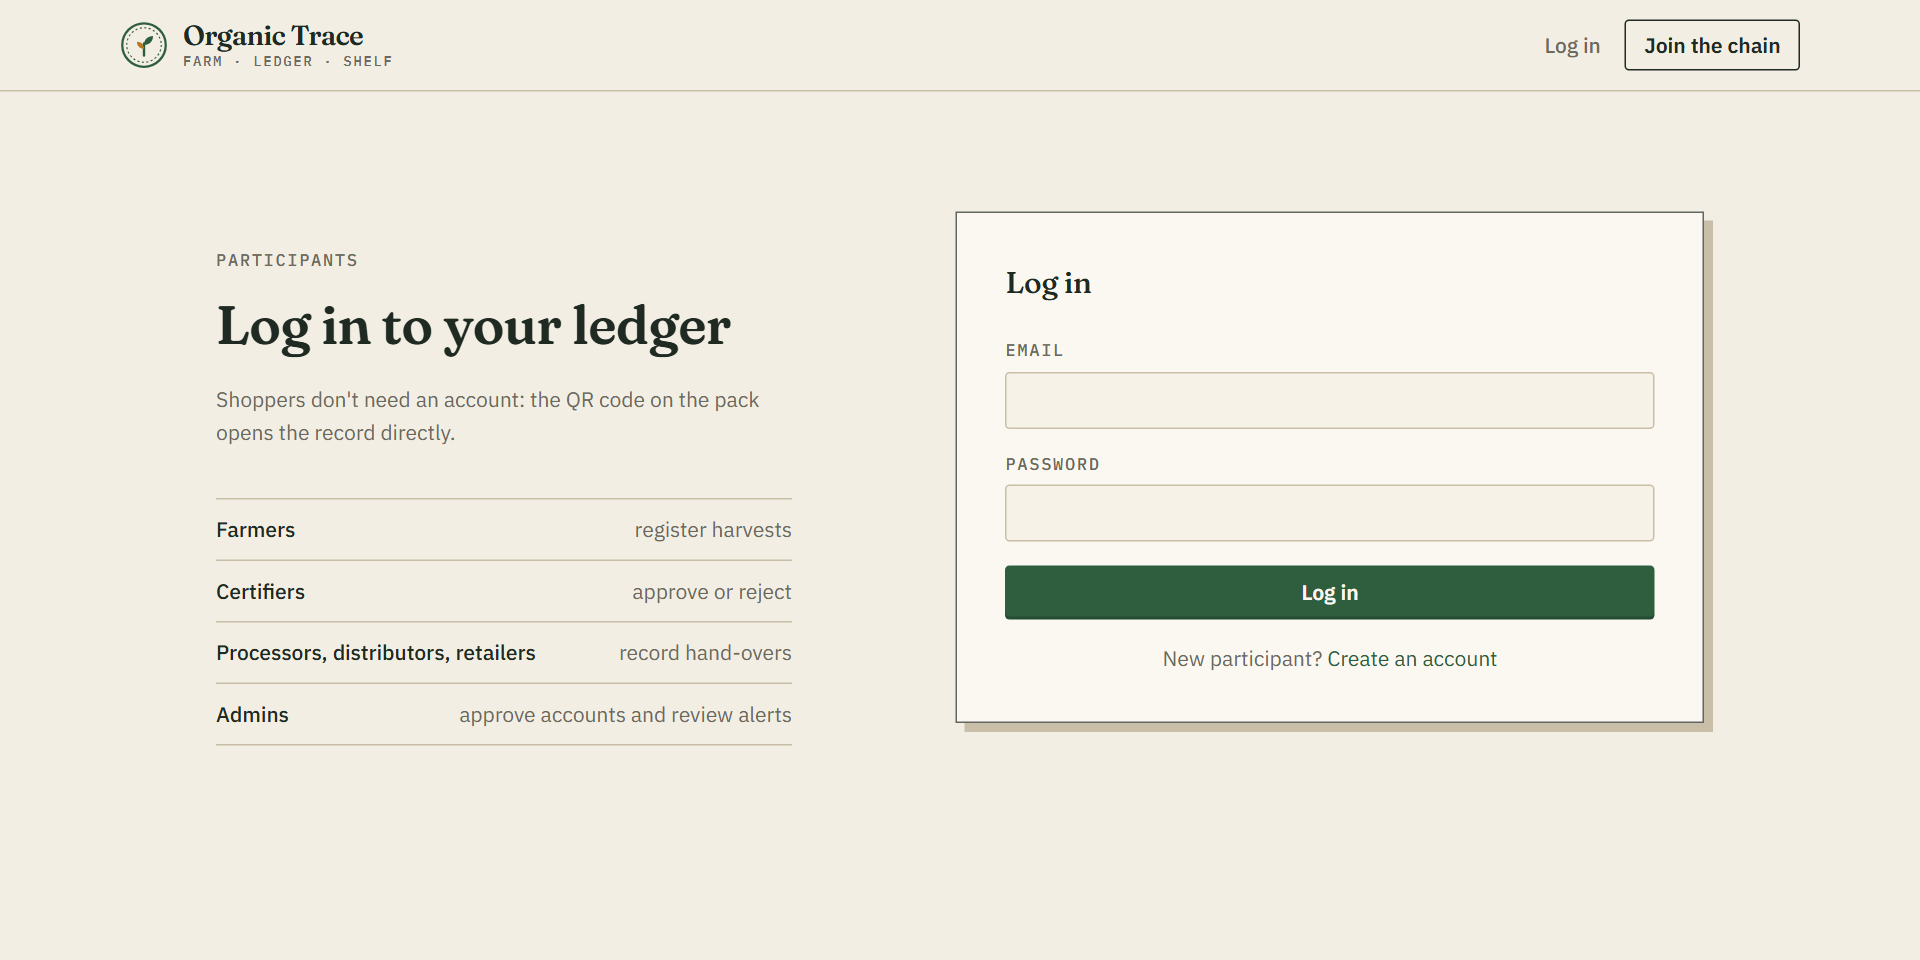 Organic Trace
FARM · LEDGER · SHELF
Log in
Join the chain
PARTICIPANTS
Log in to your ledger
Shoppers don't need an account: the QR code on the pack
opens the record directly.
Farmers register harvests
Certifiers approve or reject
Processors, distributors, retailers record hand-overs
Admins approve accounts and review alerts
Log in
EMAIL
PASSWORD
Log in
New participant? Create an account